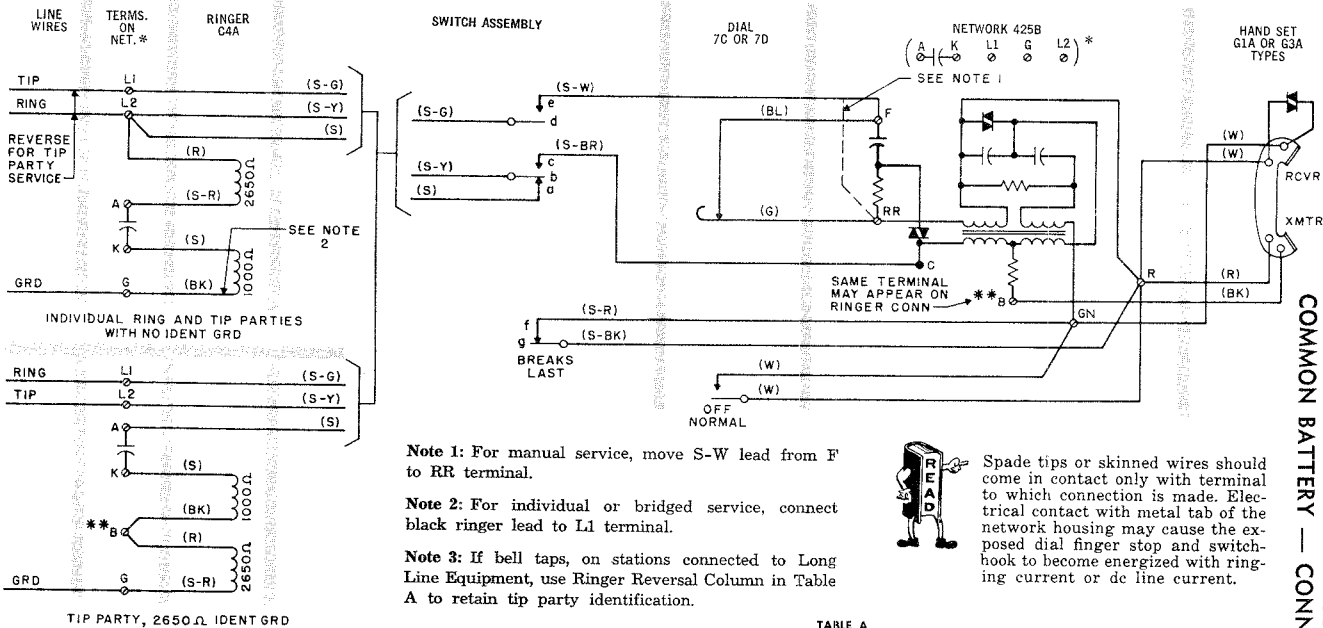 LINE WIRES
TERMS. ON NET. *
RINGER C4A
SWITCH ASSEMBLY
DIAL 7C OR 7D
NETWORK 425B
( A K L1 G L2 ) *
HAND SET G1A OR G3A TYPES
TIP L1 (S-G)
RING L2 (S-Y)
(S)
REVERSE FOR TIP PARTY SERVICE
(R)
2650Ω
A (S-R)
K (S)
1000Ω
SEE NOTE 2
GRD G (BK)
INDIVIDUAL RING AND TIP PARTIES
WITH NO IDENT GRD
RING L1 (S-G)
TIP L2 (S-Y)
A (S)
K (S)
1000Ω
(BK)
**B
(R)
2650Ω
GRD G (S-R)
TIP PARTY, 2650Ω IDENT GRD
(S-G)
(S-W)
e
d
(S-Y)
(S-BR)
c
b
a
(S)
SEE NOTE 1
(BL)
F
(G)
RR
C
SAME TERMINAL
MAY APPEAR ON
RINGER CONN
**B
R
GN
(W)
(W)
RCVR
XMTR
(R)
(BK)
(S-R)
f
g (S-BK)
BREAKS LAST
(W)
(W)
OFF NORMAL
Note 1: For manual service, move S-W lead from F
to RR terminal.
Note 2: For individual or bridged service, connect
black ringer lead to L1 terminal.
Note 3: If bell taps, on stations connected to Long
Line Equipment, use Ringer Reversal Column in Table
A to retain tip party identification.
READ
Spade tips or skinned wires should
come in contact only with terminal
to which connection is made. Elec-
trical contact with metal tab of the
network housing may cause the ex-
posed dial finger stop and switch-
hook to become energized with ring-
ing current or dc line current.
TABLE A
COMMON BATTERY — CONN